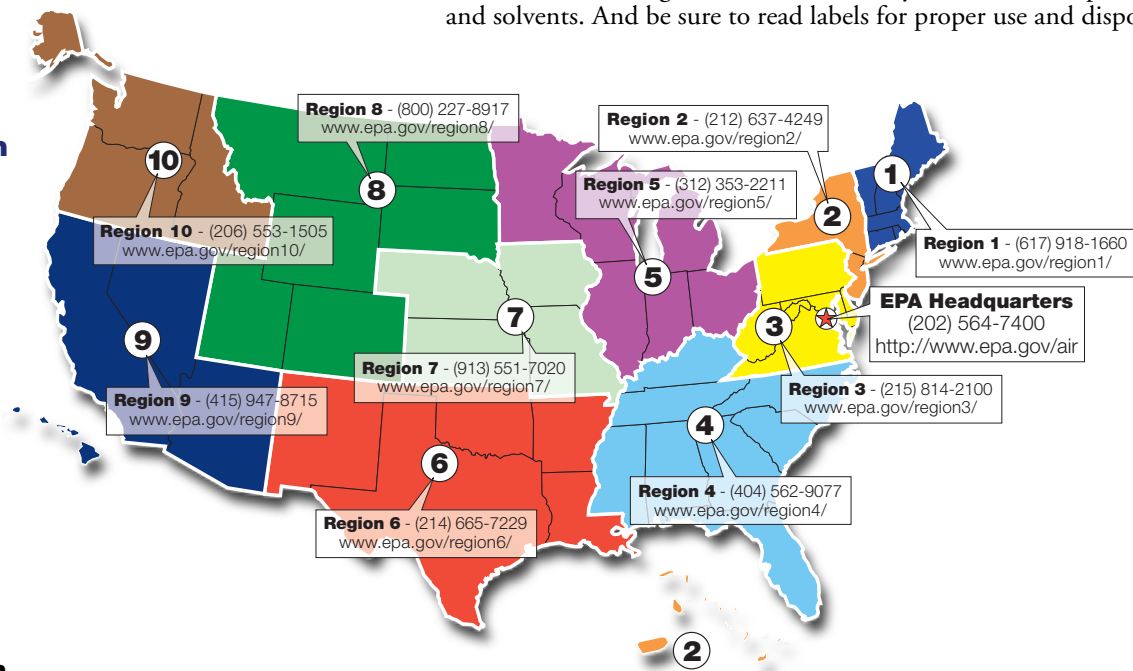 and solvents. And be sure to read labels for proper use and dispo
Region 8 - (800) 227-8917
www.epa.gov/region8/
Region 2 - (212) 637-4249
www.epa.gov/region2/
10
8
Region 5 - (312) 353-2211
www.epa.gov/region5/
1
2
Region 10 - (206) 553-1505
www.epa.gov/region10/
Region 1 - (617) 918-1660
www.epa.gov/region1/
5
7
3
EPA Headquarters
(202) 564-7400
http://www.epa.gov/air
9
Region 7 - (913) 551-7020
www.epa.gov/region7/
Region 3 - (215) 814-2100
www.epa.gov/region3/
Region 9 - (415) 947-8715
www.epa.gov/region9/
4
6
Region 4 - (404) 562-9077
www.epa.gov/region4/
Region 6 - (214) 665-7229
www.epa.gov/region6/
2